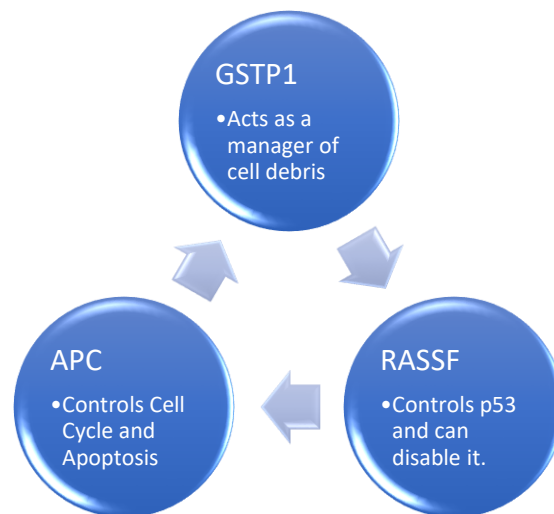 GSTP1
•Acts as a
manager of
cell debris
APC
•Controls Cell
Cycle and
Apoptosis
RASSF
•Controls p53
and can
disable it.